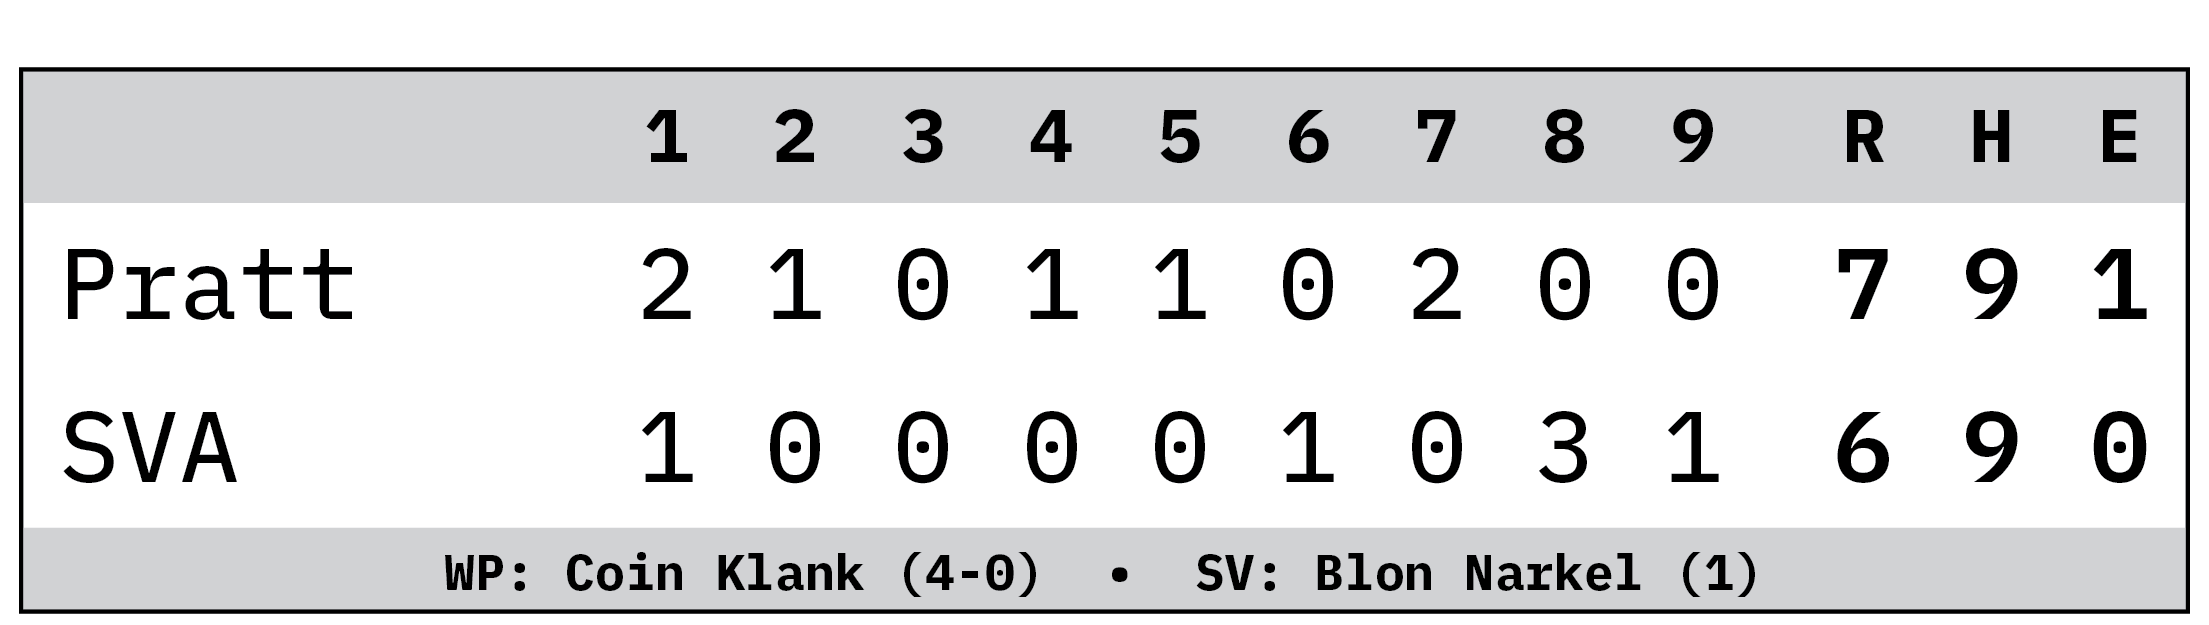 1 2 3 4 5 6 7 8 9 R H E
Pratt 2 1 0 1 1 0 2 0 0 7 9 1
SVA 1 0 0 0 0 1 0 3 1 6 9 0
WP: Coin Klank (4-0) • SV: Blon Narkel (1)